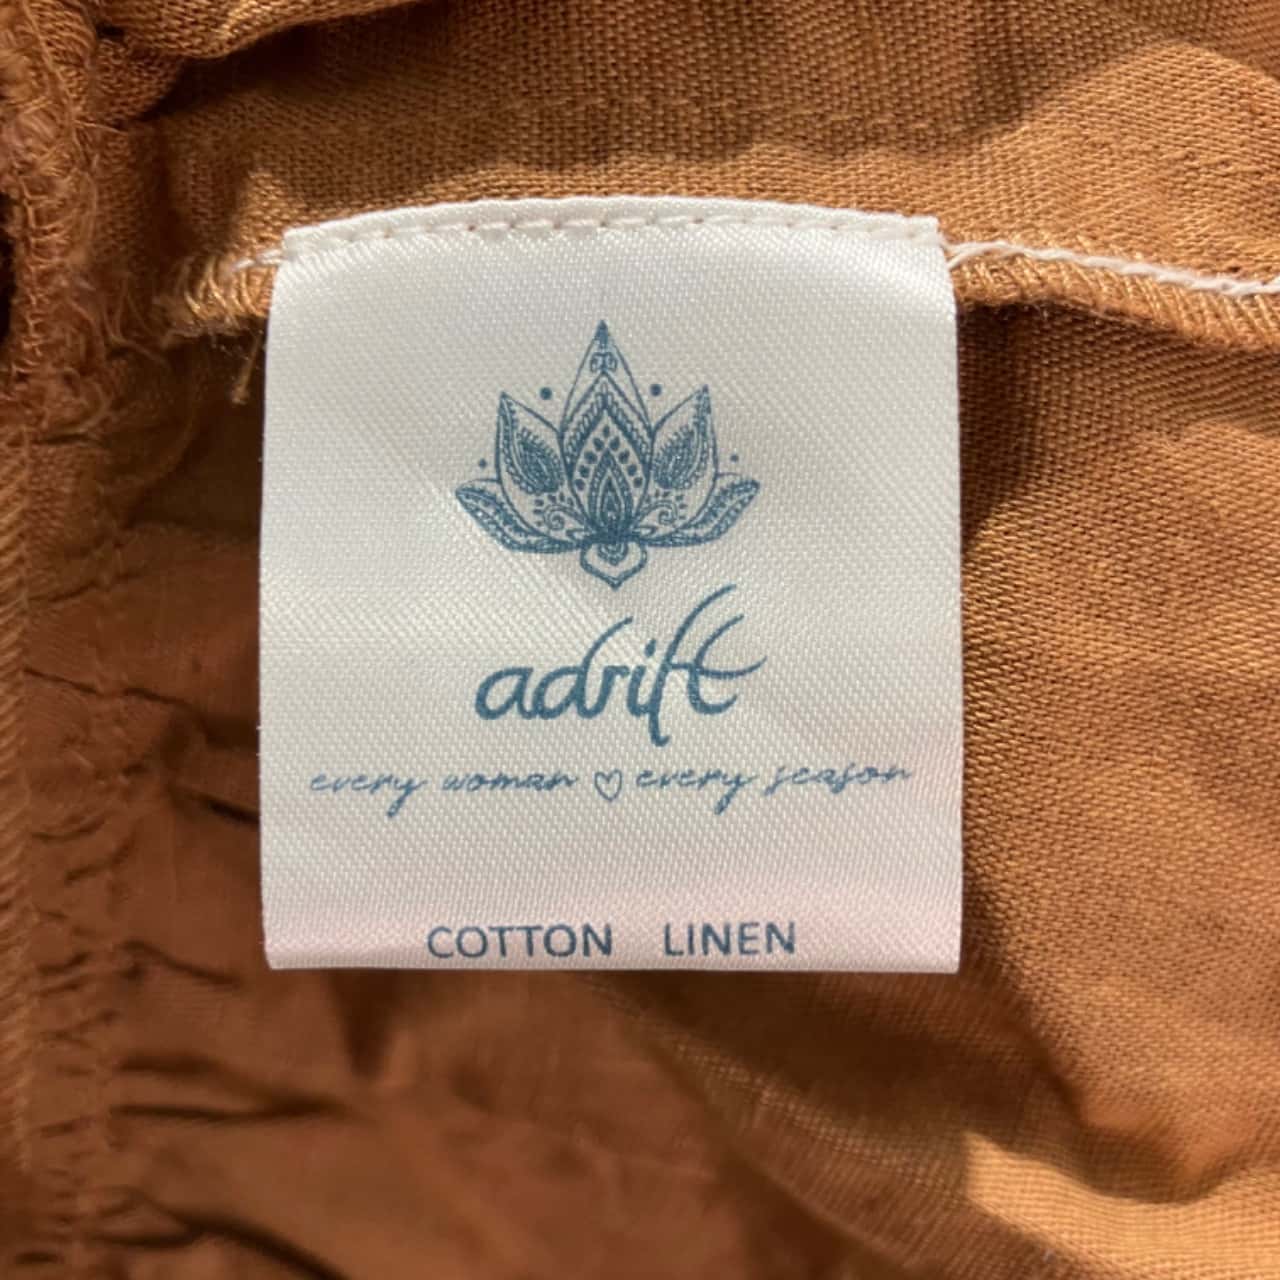 adrift
every woman ♡ every season
COTTON LINEN